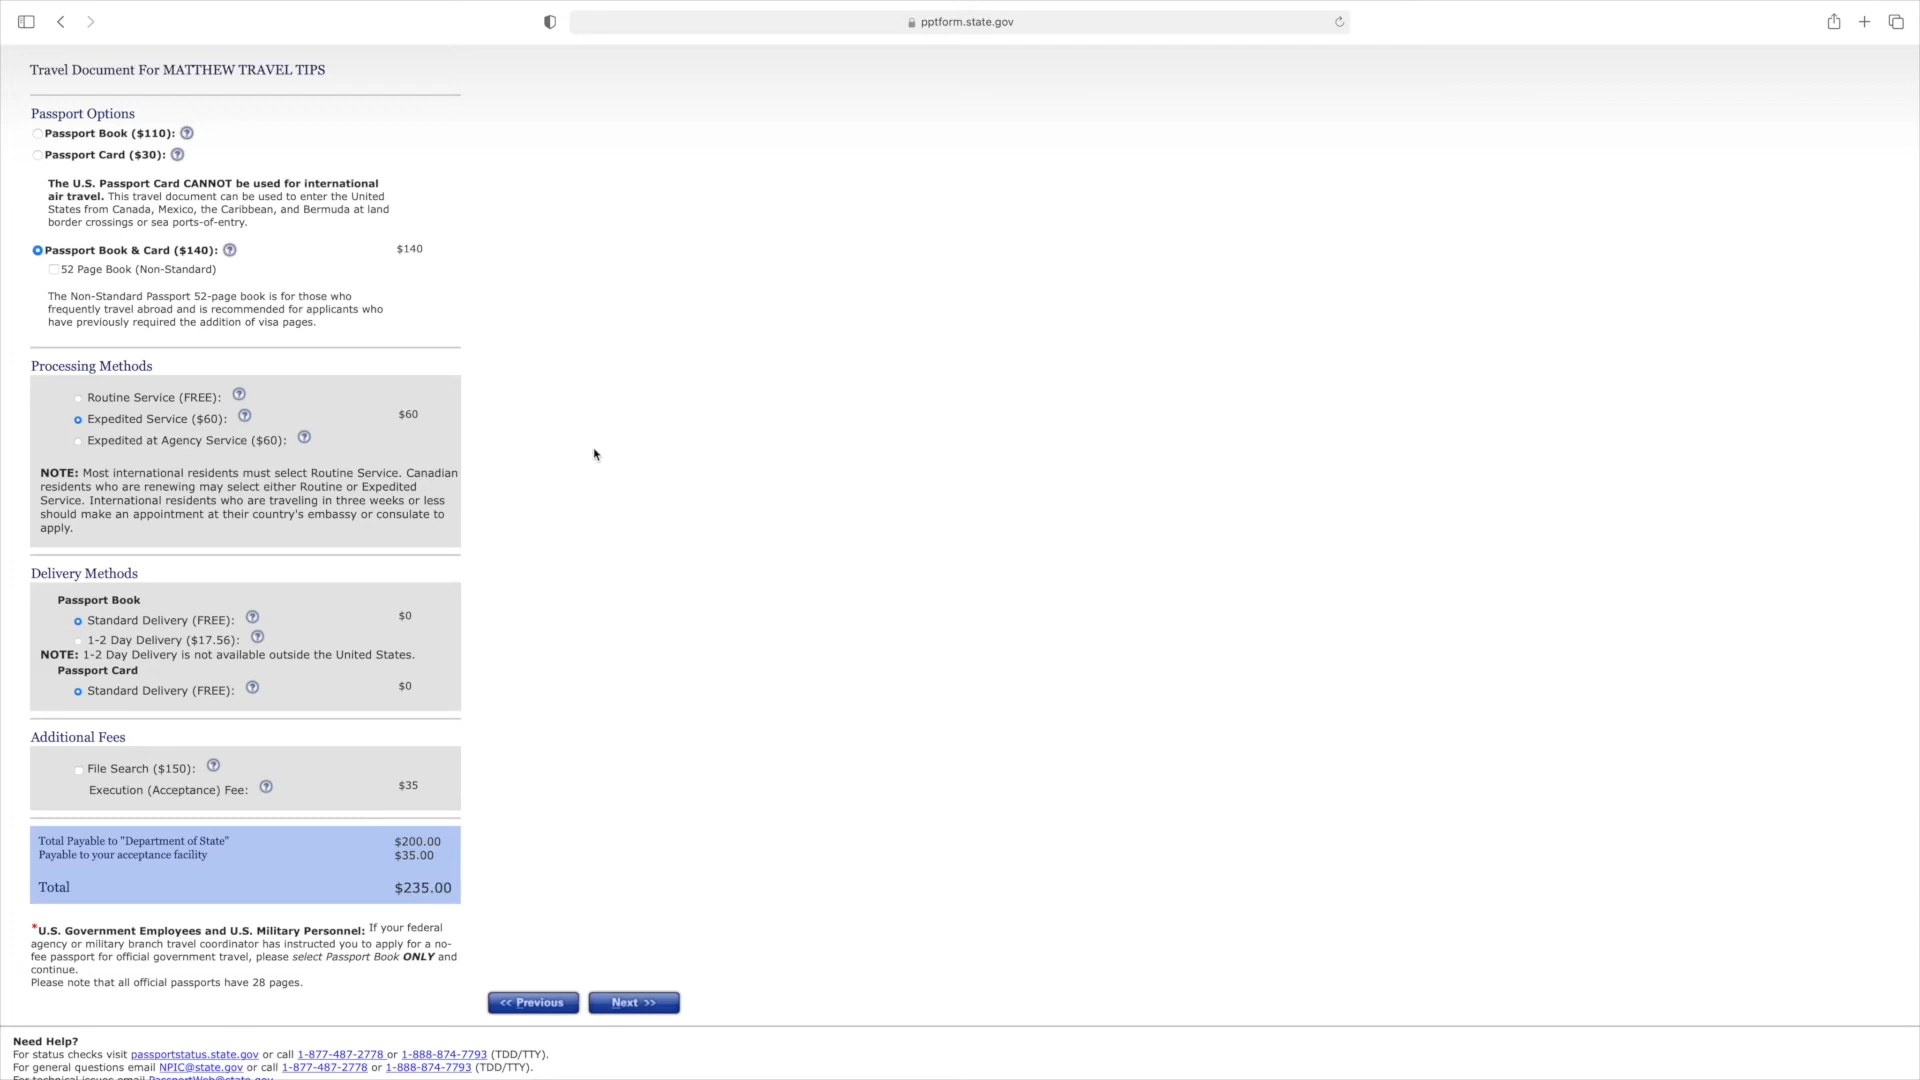 pptform.state.gov
Travel Document For MATTHEW TRAVEL TIPS
Passport Options
Passport Book ($110): ?
Passport Card ($30): ?
The U.S. Passport Card CANNOT be used for international
air travel. This travel document can be used to enter the United
States from Canada, Mexico, the Caribbean, and Bermuda at land
border crossings or sea ports-of-entry.
Passport Book & Card ($140): ? $140
52 Page Book (Non-Standard)
The Non-Standard Passport 52-page book is for those who
frequently travel abroad and is recommended for applicants who
have previously required the addition of visa pages.
Processing Methods
Routine Service (FREE): ?
Expedited Service ($60): ? $60
Expedited at Agency Service ($60): ?
NOTE: Most international residents must select Routine Service. Canadian
residents who are renewing may select either Routine or Expedited
Service. International residents who are traveling in three weeks or less
should make an appointment at their country's embassy or consulate to
apply.
Delivery Methods
Passport Book
Standard Delivery (FREE): ? $0
1-2 Day Delivery ($17.56): ?
NOTE: 1-2 Day Delivery is not available outside the United States.
Passport Card
Standard Delivery (FREE): ? $0
Additional Fees
File Search ($150): ?
Execution (Acceptance) Fee: ? $35
Total Payable to "Department of State" $200.00
Payable to your acceptance facility $35.00
Total $235.00
*U.S. Government Employees and U.S. Military Personnel: If your federal
agency or military branch travel coordinator has instructed you to apply for a no-
fee passport for official government travel, please select Passport Book ONLY and
continue.
Please note that all official passports have 28 pages.
<< Previous Next >>
Need Help?
For status checks visit passportstatus.state.gov or call 1-877-487-2778 or 1-888-874-7793 (TDD/TTY).
For general questions email NPIC@state.gov or call 1-877-487-2778 or 1-888-874-7793 (TDD/TTY).
For technical issues email PassportWeb@state.gov